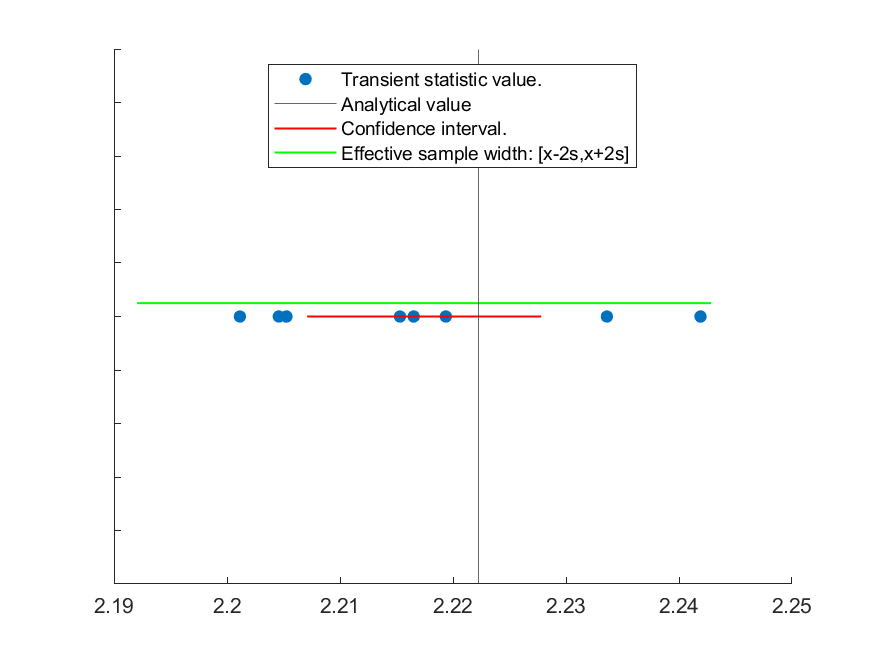 Transient statistic value.
Analytical value
Confidence interval.
Effective sample width: [x-2s,x+2s]
2.19 2.2 2.21 2.22 2.23 2.24 2.25